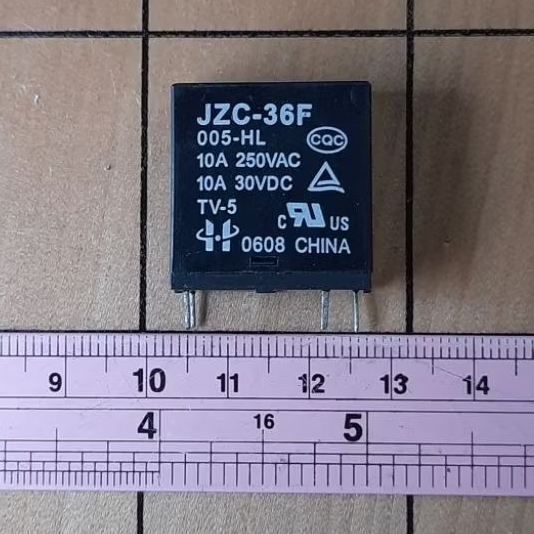 JZC-36F
005-HL
CQC
10A 250VAC
10A 30VDC
TV-5
C RU US
0608 CHINA
9 10 11 12 13 14
4 16 5